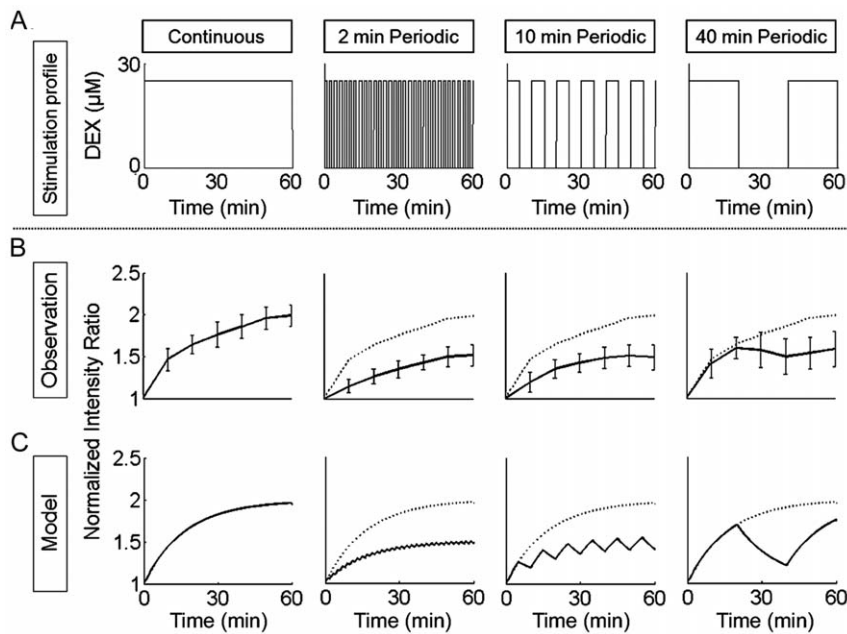 A
Stimulation profile
Continuous
2 min Periodic
10 min Periodic
40 min Periodic
DEX (μM)
30
0
0 30 60
0 30 60
0 30 60
0 30 60
Time (min)
Time (min)
Time (min)
Time (min)
B
Observation
Normalized Intensity Ratio
2.5
2
1.5
1
C
Model
2.5
2
1.5
1
0 30 60
0 30 60
0 30 60
0 30 60
Time (min)
Time (min)
Time (min)
Time (min)